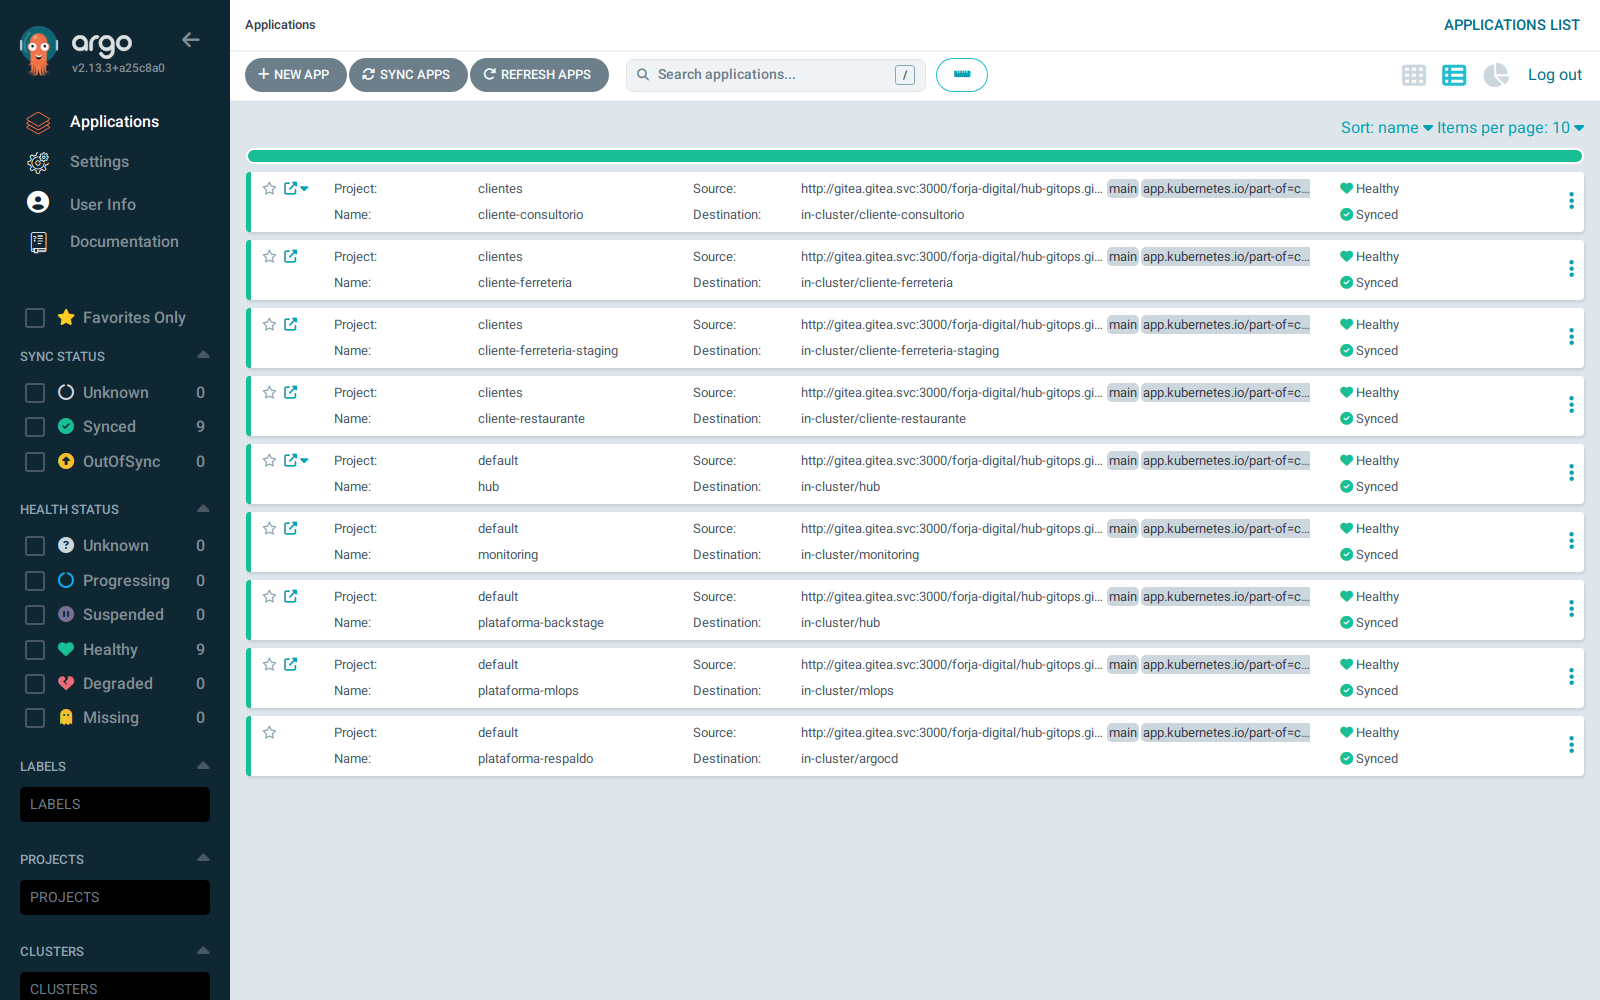 argo
v2.13.3+a25c8a0
Applications
Settings
User Info
Documentation
Favorites Only
SYNC STATUS
Unknown 0
Synced 9
OutOfSync 0
HEALTH STATUS
Unknown 0
Progressing 0
Suspended 0
Healthy 9
Degraded 0
Missing 0
LABELS
LABELS
PROJECTS
PROJECTS
CLUSTERS
CLUSTERS
Applications
APPLICATIONS LIST
NEW APP SYNC APPS REFRESH APPS Search applications... / Log out
Sort: name Items per page: 10
Project: clientes Source: http://gitea.gitea.svc:3000/forja-digital/hub-gitops.gi... main app.kubernetes.io/part-of=c... Healthy
Name: cliente-consultorio Destination: in-cluster/cliente-consultorio Synced
Project: clientes Source: http://gitea.gitea.svc:3000/forja-digital/hub-gitops.gi... main app.kubernetes.io/part-of=c... Healthy
Name: cliente-ferreteria Destination: in-cluster/cliente-ferreteria Synced
Project: clientes Source: http://gitea.gitea.svc:3000/forja-digital/hub-gitops.gi... main app.kubernetes.io/part-of=c... Healthy
Name: cliente-ferreteria-staging Destination: in-cluster/cliente-ferreteria-staging Synced
Project: clientes Source: http://gitea.gitea.svc:3000/forja-digital/hub-gitops.gi... main app.kubernetes.io/part-of=c... Healthy
Name: cliente-restaurante Destination: in-cluster/cliente-restaurante Synced
Project: default Source: http://gitea.gitea.svc:3000/forja-digital/hub-gitops.gi... main app.kubernetes.io/part-of=c... Healthy
Name: hub Destination: in-cluster/hub Synced
Project: default Source: http://gitea.gitea.svc:3000/forja-digital/hub-gitops.gi... main app.kubernetes.io/part-of=c... Healthy
Name: monitoring Destination: in-cluster/monitoring Synced
Project: default Source: http://gitea.gitea.svc:3000/forja-digital/hub-gitops.gi... main app.kubernetes.io/part-of=c... Healthy
Name: plataforma-backstage Destination: in-cluster/hub Synced
Project: default Source: http://gitea.gitea.svc:3000/forja-digital/hub-gitops.gi... main app.kubernetes.io/part-of=c... Healthy
Name: plataforma-mlops Destination: in-cluster/mlops Synced
Project: default Source: http://gitea.gitea.svc:3000/forja-digital/hub-gitops.gi... main app.kubernetes.io/part-of=c... Healthy
Name: plataforma-respaldo Destination: in-cluster/argocd Synced